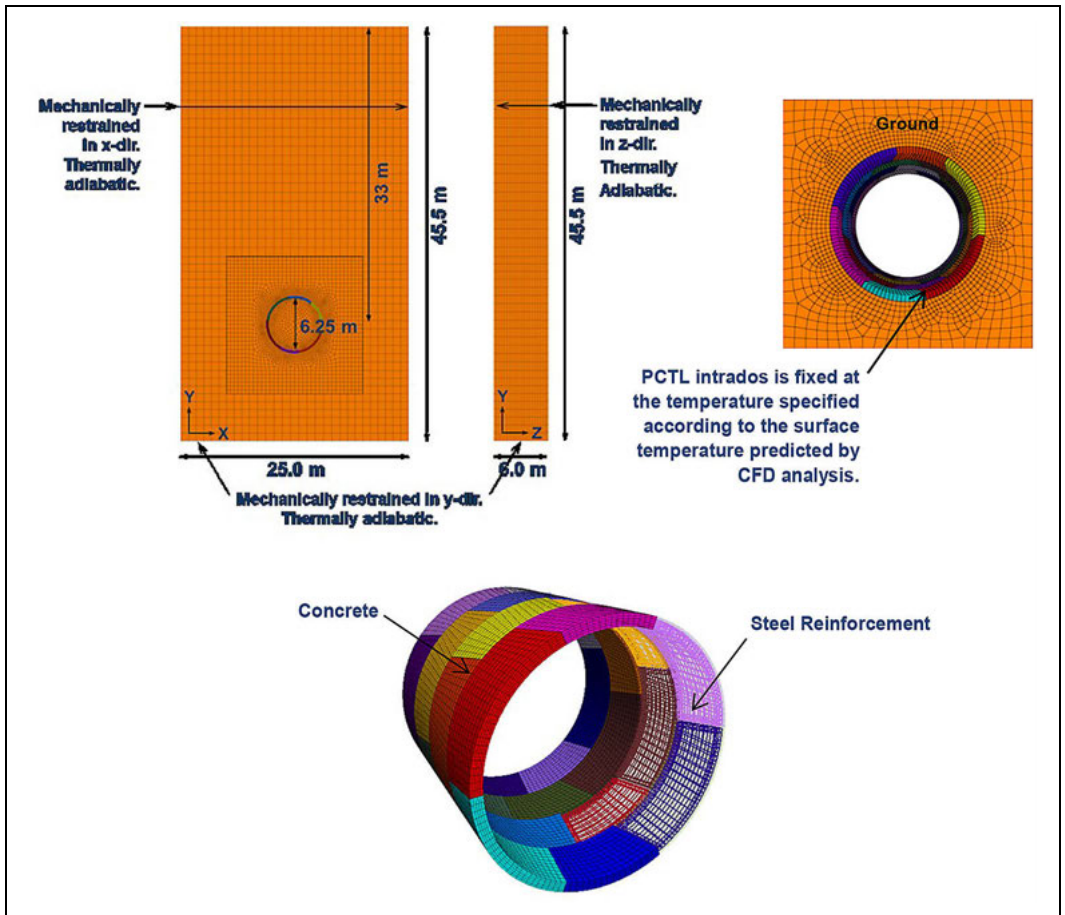 Mechanically
restrained
in x-dir.
Thermally
adiabatic.
33 m
45.5 m
6.25 m
Y
X
25.0 m
Mechanically
restrained
in z-dir.
Thermally
Adiabatic.
45.5 m
Y
Z
6.0 m
Mechanically restrained in y-dir.
Thermally adiabatic.
Ground
PCTL intrados is fixed at
the temperature specified
according to the surface
temperature predicted by
CFD analysis.
Concrete
Steel Reinforcement